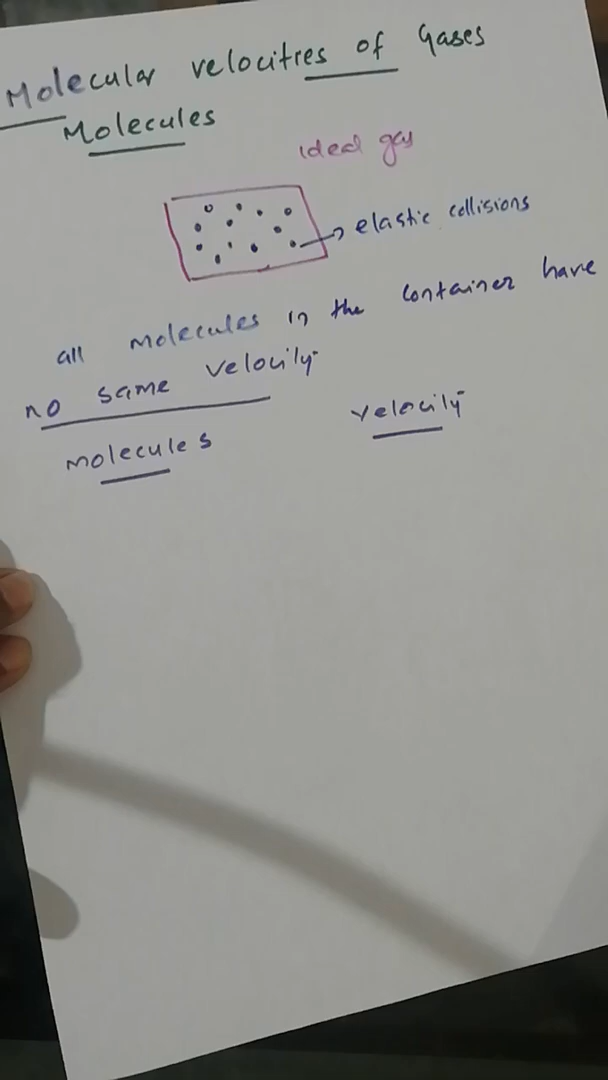 Molecular velocities of Gases
Molecules
ideal gas
elastic collisions
all molecules in the container have
no same velocity
molecules velocity